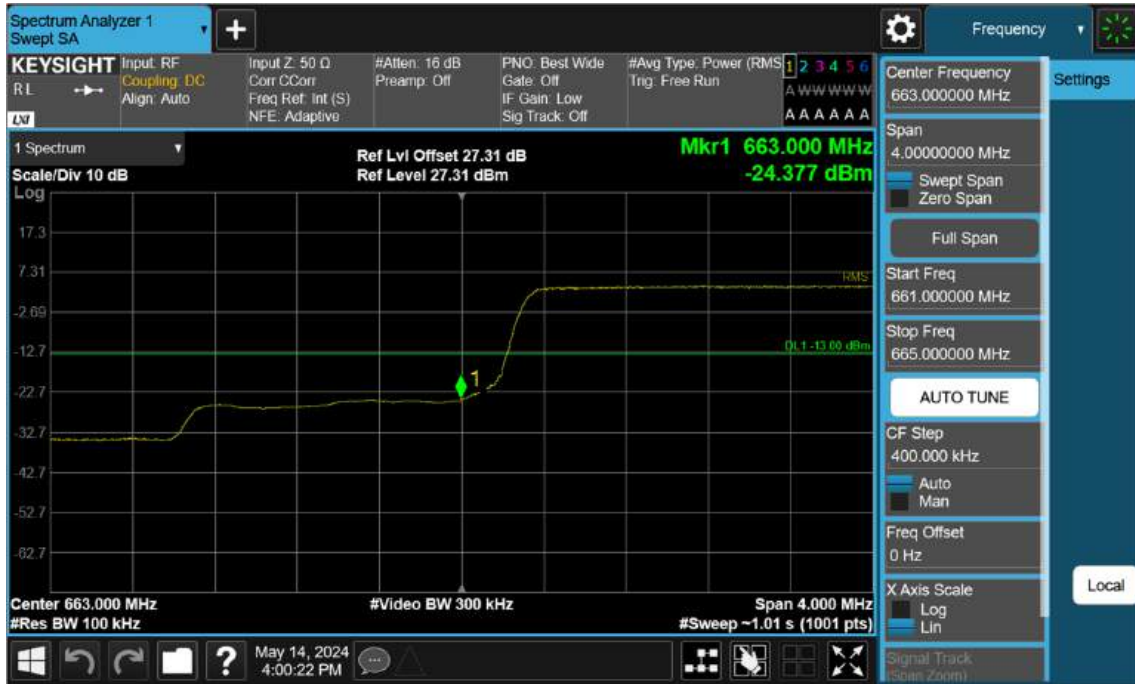 Spectrum Analyzer 1
Swept SA
Frequency
KEYSIGHT
R L
LXI
Input: RF
Coupling: DC
Align: Auto
Input Z: 50 Ω
Corr CCorr
Freq Ref: Int (S)
NFE: Adaptive
#Atten: 16 dB
Preamp: Off
PNO: Best Wide
Gate: Off
IF Gain: Low
Sig Track: Off
#Avg Type: Power (RMS
Trig: Free Run
1 2 3 4 5 6
A W W W W W
A A A A A A
1 Spectrum
Scale/Div 10 dB
Ref Lvl Offset 27.31 dB
Ref Level 27.31 dBm
Mkr1 663.000 MHz
-24.377 dBm
Log
17.3
7.31
-2.69
-12.7
-22.7
-32.7
-42.7
-52.7
-62.7
RMS
DL1 -13.00 dBm
1
Center 663.000 MHz
#Video BW 300 kHz
Span 4.000 MHz
#Res BW 100 kHz
#Sweep ~1.01 s (1001 pts)
Center Frequency
663.000000 MHz
Span
4.00000000 MHz
Swept Span
Zero Span
Full Span
Start Freq
661.000000 MHz
Stop Freq
665.000000 MHz
AUTO TUNE
CF Step
400.000 kHz
Auto
Man
Freq Offset
0 Hz
X Axis Scale
Log
Lin
Signal Track
(Span Zoom)
Settings
Local
?
May 14, 2024
4:00:22 PM